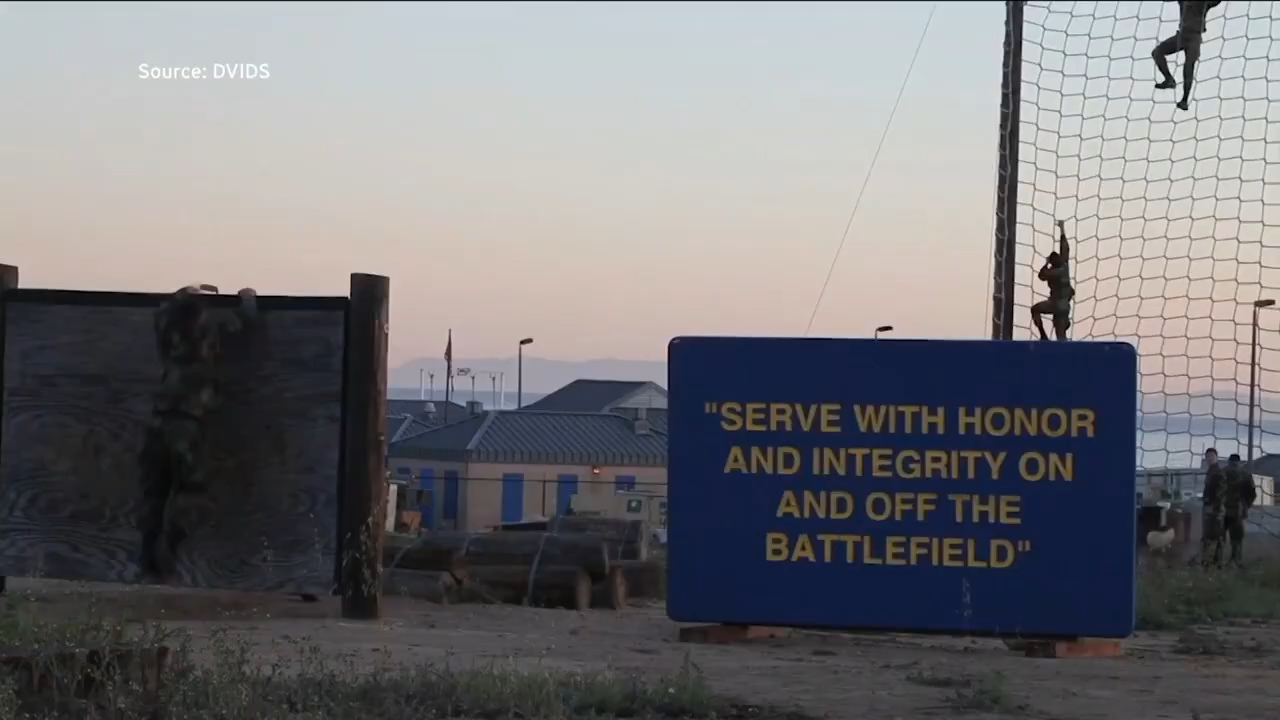 Source: DVIDS
"SERVE WITH HONOR
AND INTEGRITY ON
AND OFF THE
BATTLEFIELD"